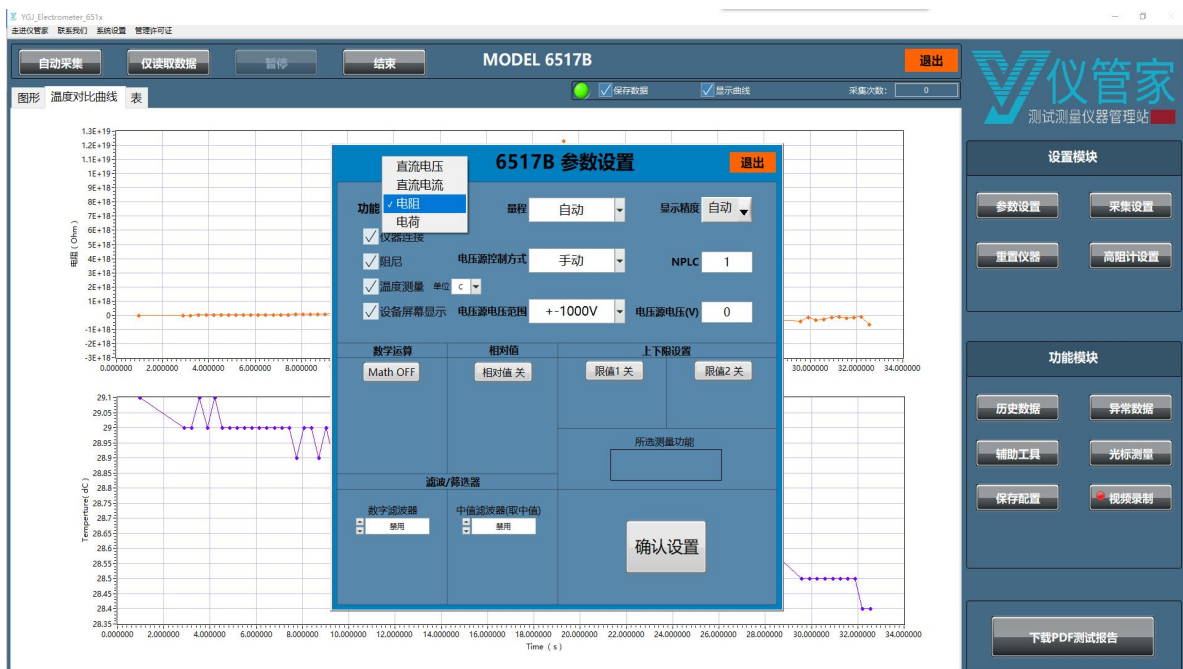 YGJ_Electrometer_651x
走进仪管家 联系我们 系统设置 管理许可证
自动采集 仅读取数据 暂停 结束 MODEL 6517B 退出
保存数据 显示曲线 采集次数: 0
图形 温度对比曲线 表
仪管家
测试测量仪器管理站
1.3E+19
1.2E+19
1.1E+19
1E+19
9E+18
8E+18
7E+18
6E+18
5E+18
4E+18
3E+18
2E+18
1E+18
0
-1E+18
-2E+18
-3E+18
电阻 ( Ohm )
0.000000 2.000000 4.000000 6.000000 8.000000 30.000000 32.000000 34.000000
6517B 参数设置 退出
直流电压
直流电流
✓电阻
电荷
功能 量程 自动 显示精度 自动
仪器连接
阻尼 电压源控制方式 手动 NPLC 1
温度测量 单位 c
设备屏幕显示 电压源电压范围 +-1000V 电压源电压(V) 0
数学运算 相对值 上下限设置
Math OFF 相对值 关 限值1 关 限值2 关
所选测量功能
滤波/筛选器
数字滤波器 中值滤波器(取中值)
禁用 禁用
确认设置
29.1
29.05
29
28.95
28.9
28.85
28.8
28.75
28.7
28.65
28.6
28.55
28.5
28.45
28.4
28.35
Temperture( dC )
0.000000 2.000000 4.000000 6.000000 8.000000 10.000000 12.000000 14.000000 16.000000 18.000000 20.000000 22.000000 24.000000 26.000000 28.000000 30.000000 32.000000 34.000000
Time ( s )
设置模块
参数设置 采集设置
重置仪器 高阻计设置
功能模块
历史数据 异常数据
辅助工具 光标测量
保存配置 视频录制
下载PDF测试报告